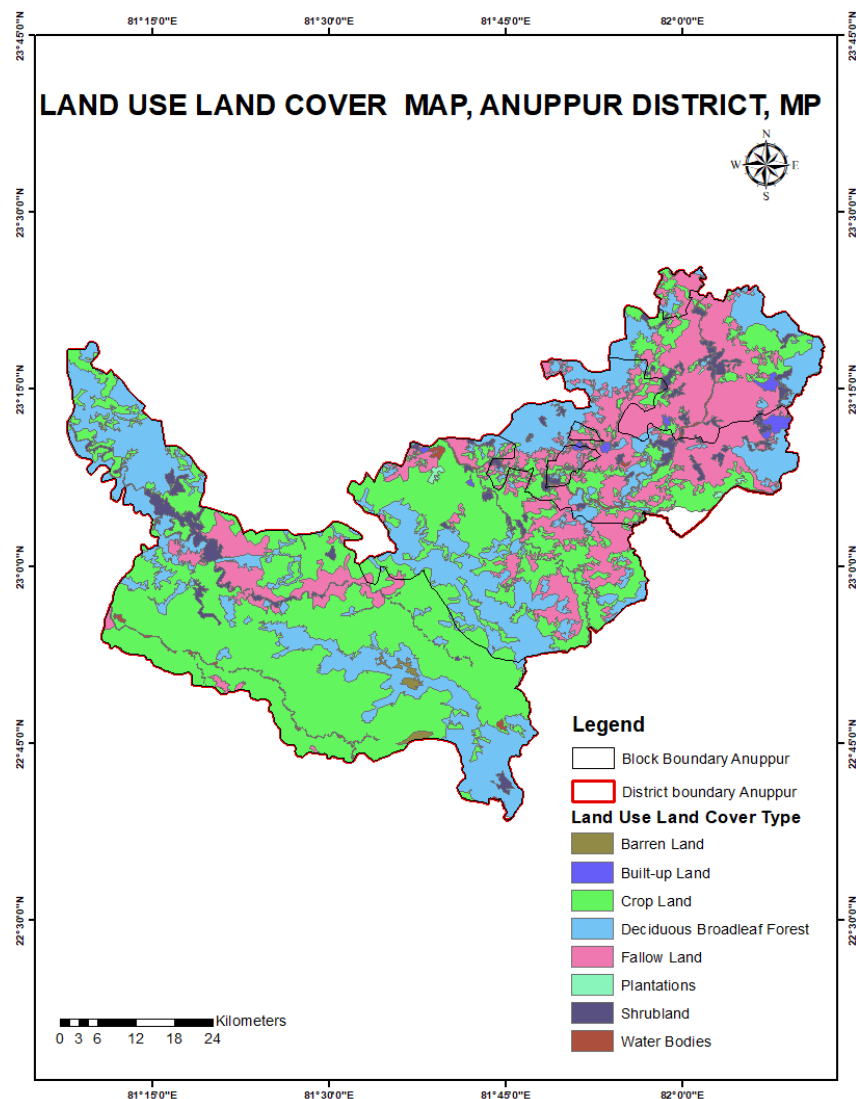 81°15'0"E 81°30'0"E 81°45'0"E 82°0'0"E
23°45'0"N 23°45'0"N
LAND USE LAND COVER MAP, ANUPPUR DISTRICT, MP
N
W E
S
23°30'0"N 23°30'0"N
23°15'0"N 23°15'0"N
23°0'0"N 23°0'0"N
22°45'0"N 22°45'0"N
22°30'0"N 22°30'0"N
Legend
Block Boundary Anuppur
District boundary Anuppur
Land Use Land Cover Type
Barren Land
Built-up Land
Crop Land
Deciduous Broadleaf Forest
Fallow Land
Plantations
Shrubland
Water Bodies
Kilometers
0 3 6 12 18 24
81°15'0"E 81°30'0"E 81°45'0"E 82°0'0"E